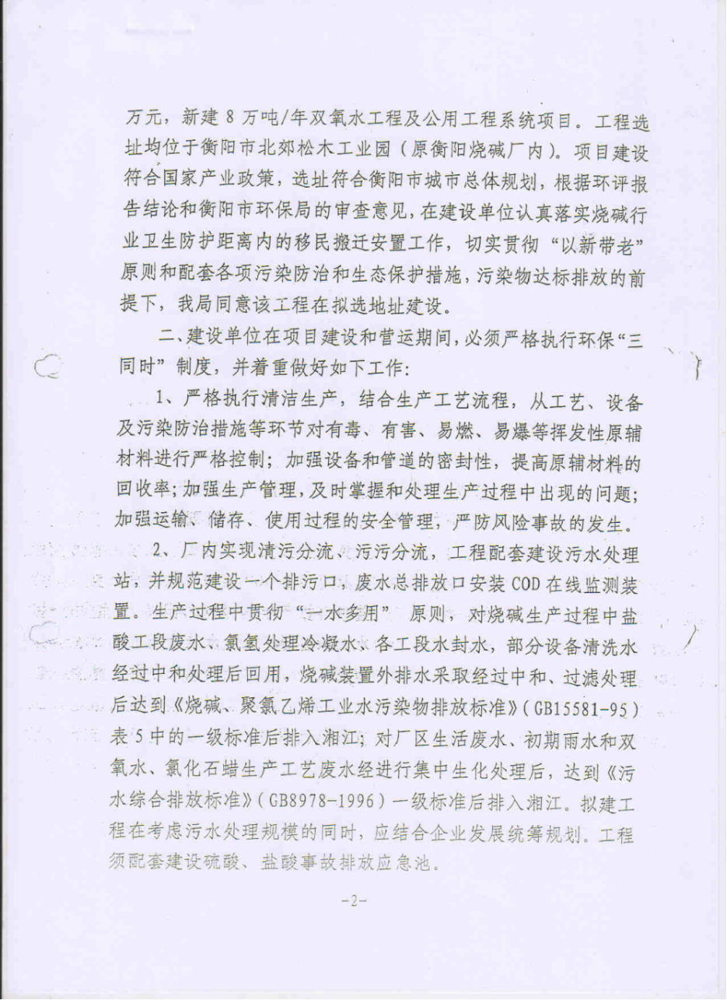 万元，新建 8 万吨/年双氧水工程及公用工程系统项目。工程选
址均位于衡阳市北郊松木工业园（原衡阳烧碱厂内）。项目建设
符合国家产业政策，选址符合衡阳市城市总体规划，根据环评报
告结论和衡阳市环保局的审查意见，在建设单位认真落实烧碱行
业卫生防护距离内的移民搬迁安置工作，切实贯彻“以新带老”
原则和配套各项污染防治和生态保护措施，污染物达标排放的前
提下，我局同意该工程在拟选地址建设。
二、建设单位在项目建设和营运期间，必须严格执行环保“三
同时”制度，并着重做好如下工作：
1、严格执行清洁生产，结合生产工艺流程，从工艺、设备
及污染防治措施等环节对有毒、有害、易燃、易爆等挥发性原辅
材料进行严格控制；加强设备和管道的密封性，提高原辅材料的
回收率；加强生产管理，及时掌握和处理生产过程中出现的问题；
加强运输、储存、使用过程的安全管理，严防风险事故的发生。
2、厂内实现清污分流、污污分流，工程配套建设污水处理
站，并规范建设一个排污口，废水总排放口安装 COD 在线监测装
置。生产过程中贯彻“一水多用” 原则，对烧碱生产过程中盐
酸工段废水、氯氢处理冷凝水、各工段水封水，部分设备清洗水
经过中和处理后回用，烧碱装置外排水采取经过中和、过滤处理
后达到《烧碱、聚氯乙烯工业水污染物排放标准》（GB15581-95）
表 5 中的一级标准后排入湘江；对厂区生活废水、初期雨水和双
氧水、氯化石蜡生产工艺废水经进行集中生化处理后，达到《污
水综合排放标准》（GB8978-1996）一级标准后排入湘江。拟建工
程在考虑污水处理规模的同时，应结合企业发展统筹规划。工程
须配套建设硫酸、盐酸事故排放应急池。
-2-